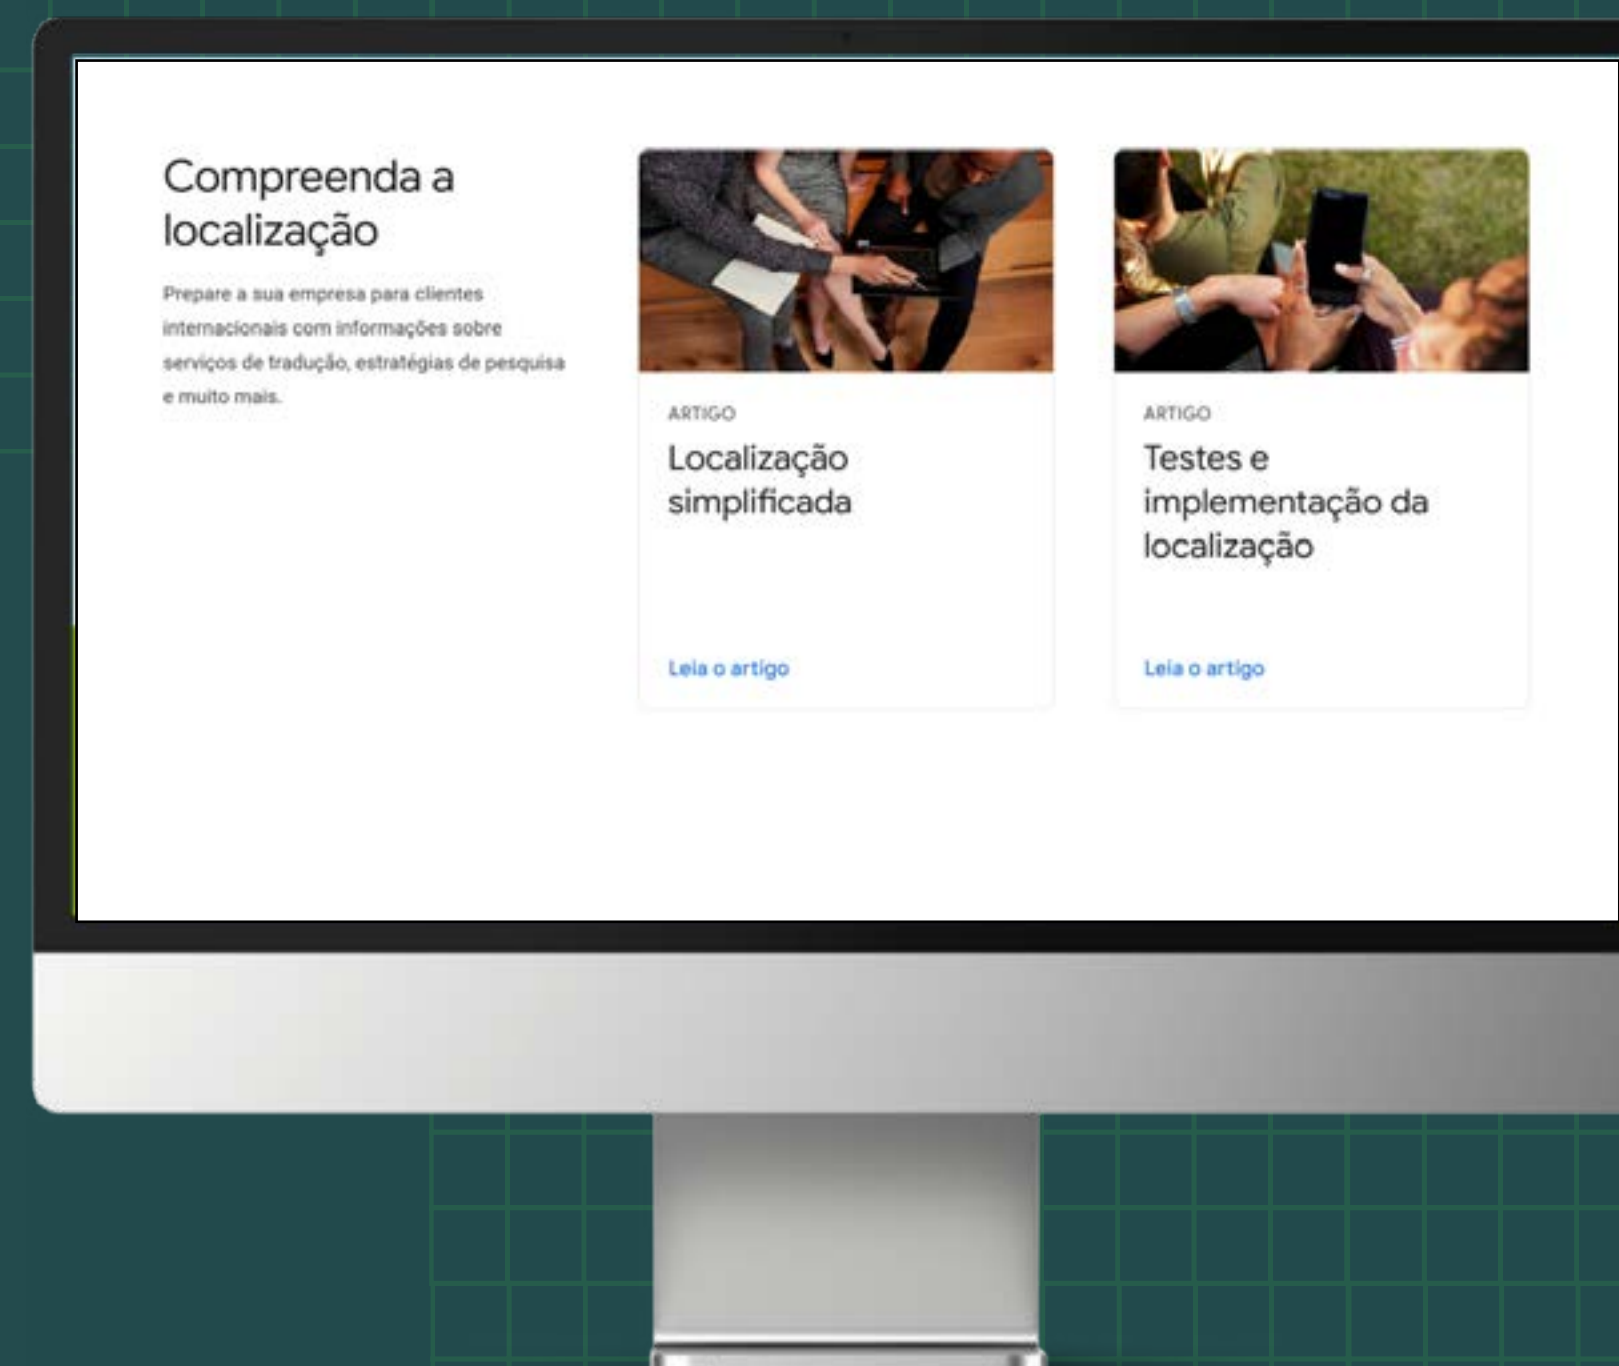 Compreenda a
localização
Prepare a sua empresa para clientes
internacionais com informações sobre
serviços de tradução, estratégias de pesquisa
e muito mais.
ARTIGO
Localização
simplificada
Leia o artigo
ARTIGO
Testes e
implementação da
localização
Leia o artigo